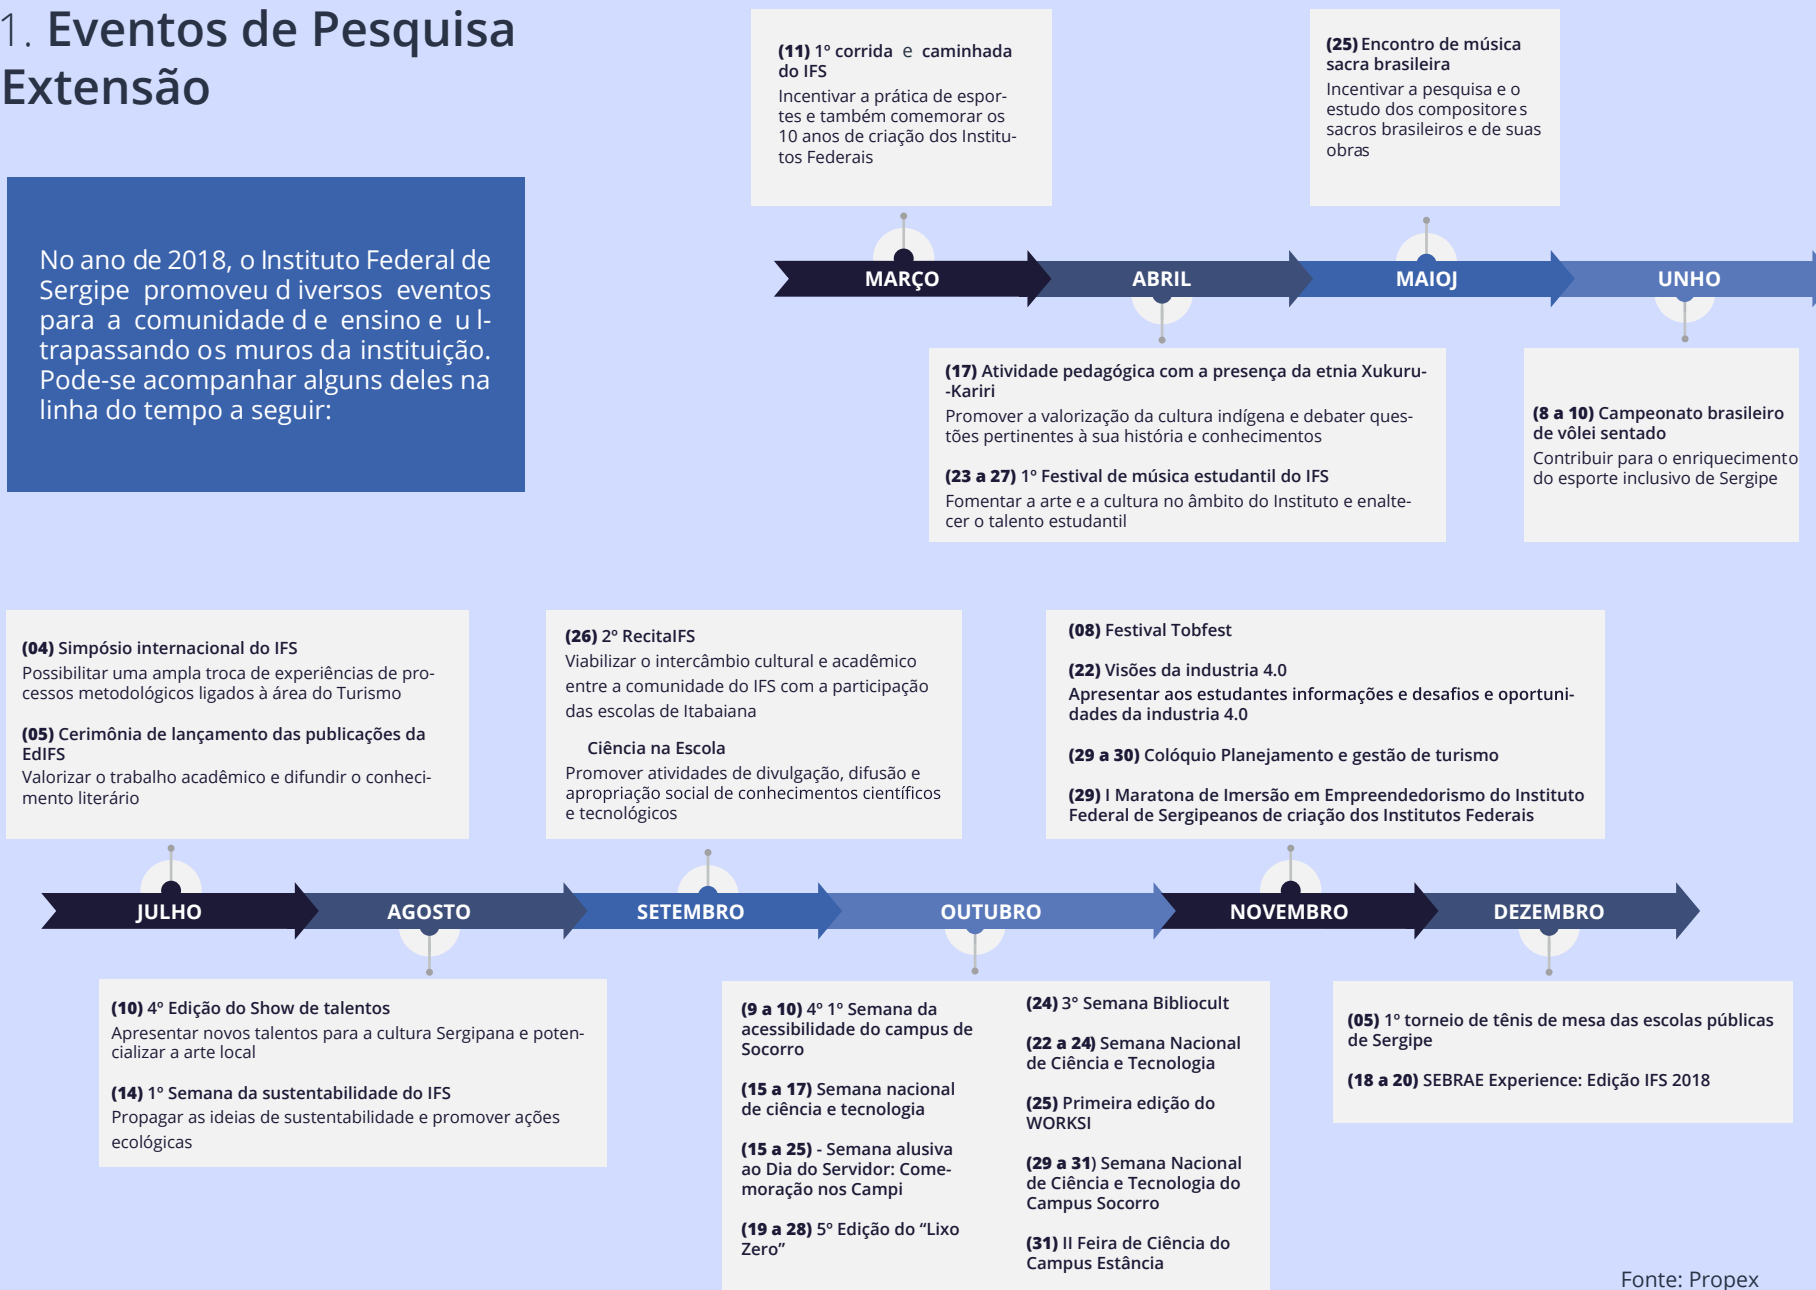 1. Eventos de Pesquisa
Extensão
No ano de 2018, o Instituto Federal de
Sergipe promoveu d iversos eventos
para a comunidade d e ensino e u l-
trapassando os muros da instituição.
Pode-se acompanhar alguns deles na
linha do tempo a seguir:
(11) 1º corrida e caminhada
do IFS
Incentivar a prática de espor-
tes e também comemorar os
10 anos de criação dos Institu-
tos Federais
(25) Encontro de música
sacra brasileira
Incentivar a pesquisa e o
estudo dos compositores
sacros brasileiros e de suas
obras
MARÇO
ABRIL
MAIOJ
UNHO
(17) Atividade pedagógica com a presença da etnia Xukuru-
-Kariri
Promover a valorização da cultura indígena e debater ques-
tões pertinentes à sua história e conhecimentos
(23 a 27) 1º Festival de música estudantil do IFS
Fomentar a arte e a cultura no âmbito do Instituto e enalte-
cer o talento estudantil
(8 a 10) Campeonato brasileiro
de vôlei sentado
Contribuir para o enriquecimento
do esporte inclusivo de Sergipe
(04) Simpósio internacional do IFS
Possibilitar uma ampla troca de experiências de pro-
cessos metodológicos ligados à área do Turismo
(05) Cerimônia de lançamento das publicações da
EdIFS
Valorizar o trabalho acadêmico e difundir o conheci-
mento literário
(26) 2º RecitaIFS
Viabilizar o intercâmbio cultural e acadêmico
entre a comunidade do IFS com a participação
das escolas de Itabaiana
Ciência na Escola
Promover atividades de divulgação, difusão e
apropriação social de conhecimentos científicos
e tecnológicos
(08) Festival Tobfest
(22) Visões da industria 4.0
Apresentar aos estudantes informações e desafios e oportuni-
dades da industria 4.0
(29 a 30) Colóquio Planejamento e gestão de turismo
(29) I Maratona de Imersão em Empreendedorismo do Instituto
Federal de Sergipeanos de criação dos Institutos Federais
JULHO
AGOSTO
SETEMBRO
OUTUBRO
NOVEMBRO
DEZEMBRO
(10) 4º Edição do Show de talentos
Apresentar novos talentos para a cultura Sergipana e poten-
cializar a arte local
(14) 1º Semana da sustentabilidade do IFS
Propagar as ideias de sustentabilidade e promover ações
ecológicas
(9 a 10) 4º 1º Semana da
acessibilidade do campus de
Socorro
(15 a 17) Semana nacional
de ciência e tecnologia
(15 a 25) - Semana alusiva
ao Dia do Servidor: Come-
moração nos Campi
(19 a 28) 5º Edição do “Lixo
Zero”
(24) 3° Semana Bibliocult
(22 a 24) Semana Nacional
de Ciência e Tecnologia
(25) Primeira edição do
WORKSI
(29 a 31) Semana Nacional
de Ciência e Tecnologia do
Campus Socorro
(31) II Feira de Ciência do
Campus Estância
(05) 1º torneio de tênis de mesa das escolas públicas
de Sergipe
(18 a 20) SEBRAE Experience: Edição IFS 2018
Fonte: Propex